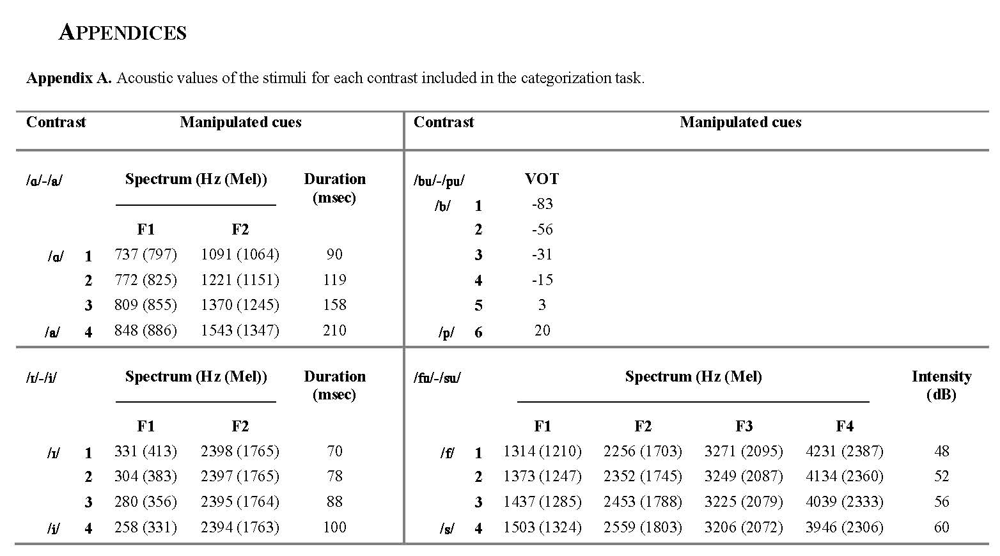 APPENDICES
Appendix A. Acoustic values of the stimuli for each contrast included in the categorization task.
Contrast Manipulated cues Contrast Manipulated cues
/ɑ/-/a/ Spectrum (Hz (Mel)) Duration (msec) /bu/-/pu/ VOT
/b/ 1 -83
F1 F2 2 -56
/ɑ/ 1 737 (797) 1091 (1064) 90 3 -31
2 772 (825) 1221 (1151) 119 4 -15
3 809 (855) 1370 (1245) 158 5 3
/a/ 4 848 (886) 1543 (1347) 210 /p/ 6 20
/ɪ/-/i/ Spectrum (Hz (Mel)) Duration (msec) /fu/-/su/ Spectrum (Hz (Mel) Intensity (dB)
F1 F2 F1 F2 F3 F4
/ɪ/ 1 331 (413) 2398 (1765) 70 /f/ 1 1314 (1210) 2256 (1703) 3271 (2095) 4231 (2387) 48
2 304 (383) 2397 (1765) 78 2 1373 (1247) 2352 (1745) 3249 (2087) 4134 (2360) 52
3 280 (356) 2395 (1764) 88 3 1437 (1285) 2453 (1788) 3225 (2079) 4039 (2333) 56
/i/ 4 258 (331) 2394 (1763) 100 /s/ 4 1503 (1324) 2559 (1803) 3206 (2072) 3946 (2306) 60